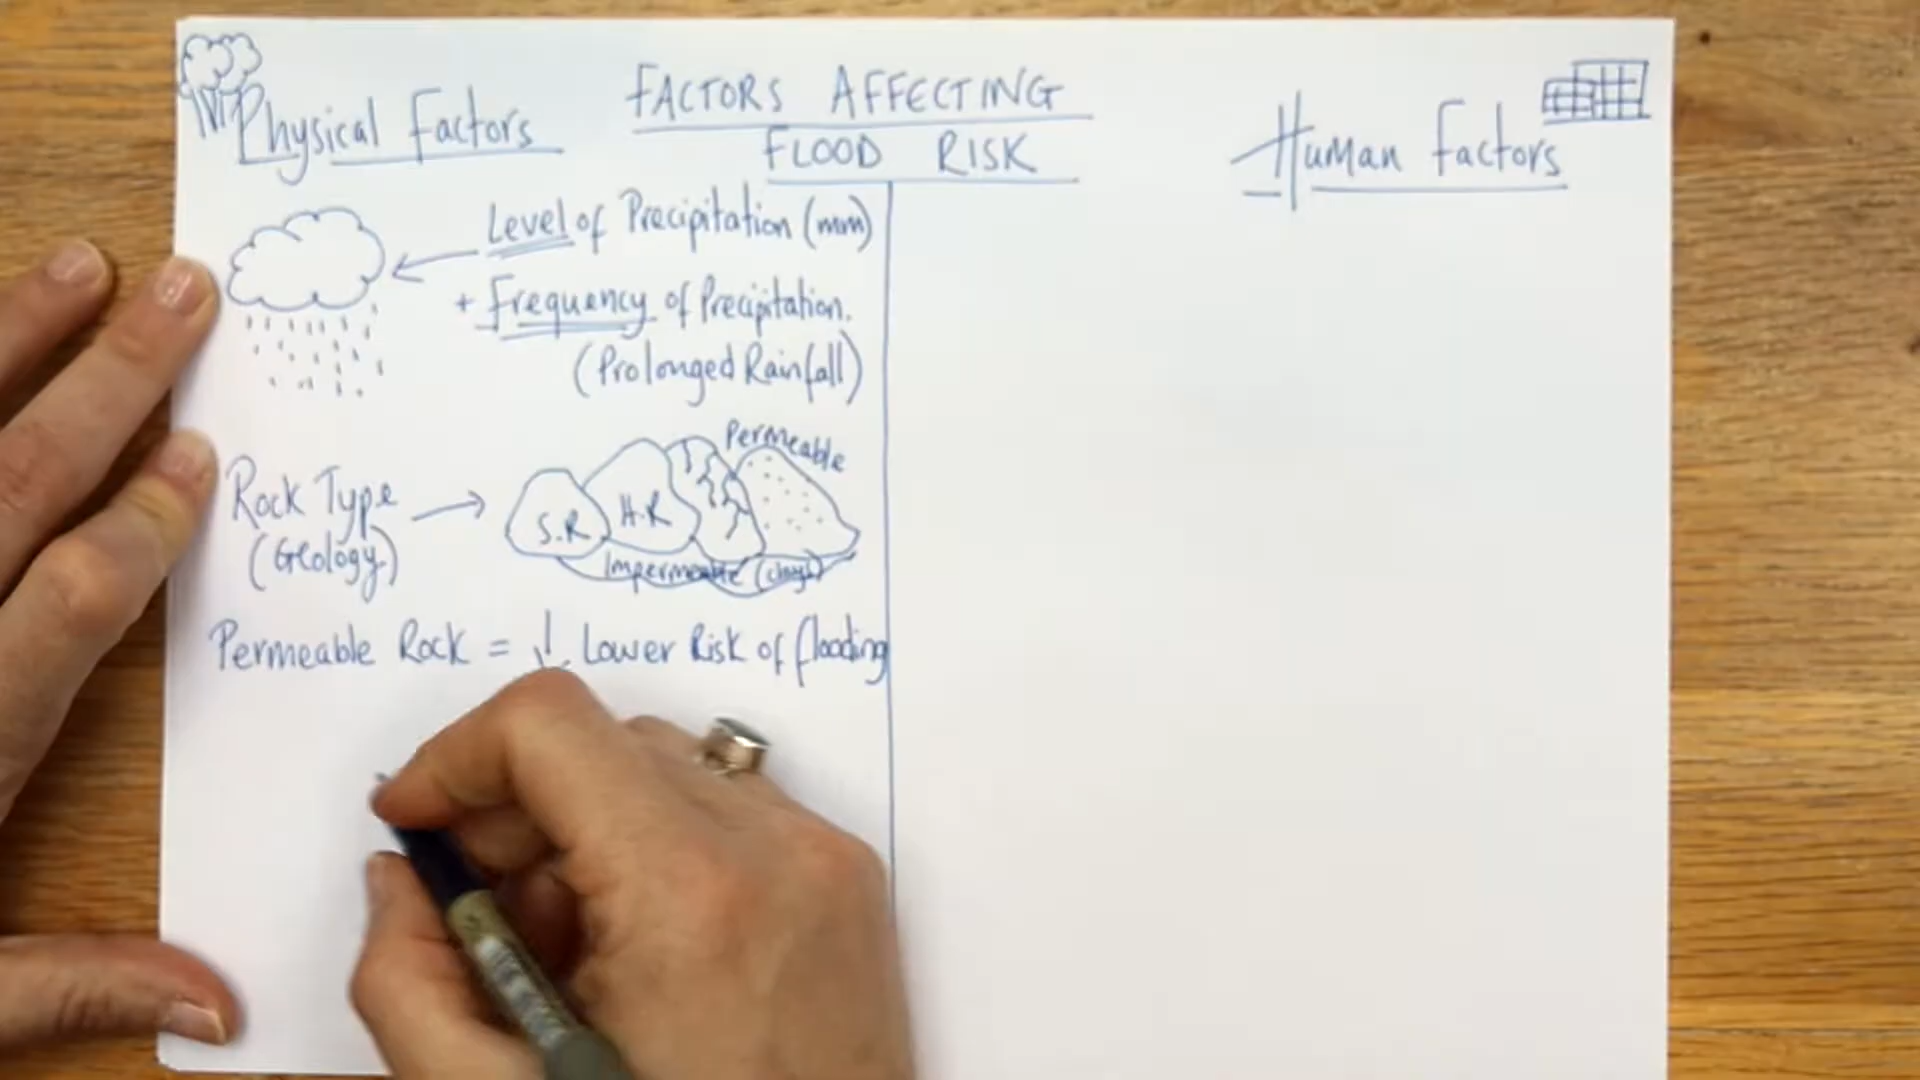 FACTORS AFFECTING
FLOOD RISK
Physical Factors
Level of Precipitation (mm)
+ Frequency of Precipitation.
(Prolonged Rainfall)
Rock Type
(Geology)
Permeable
S.R
H.R
Impermeable (clays)
Permeable Rock = ↓ Lower Risk of flooding
Human Factors